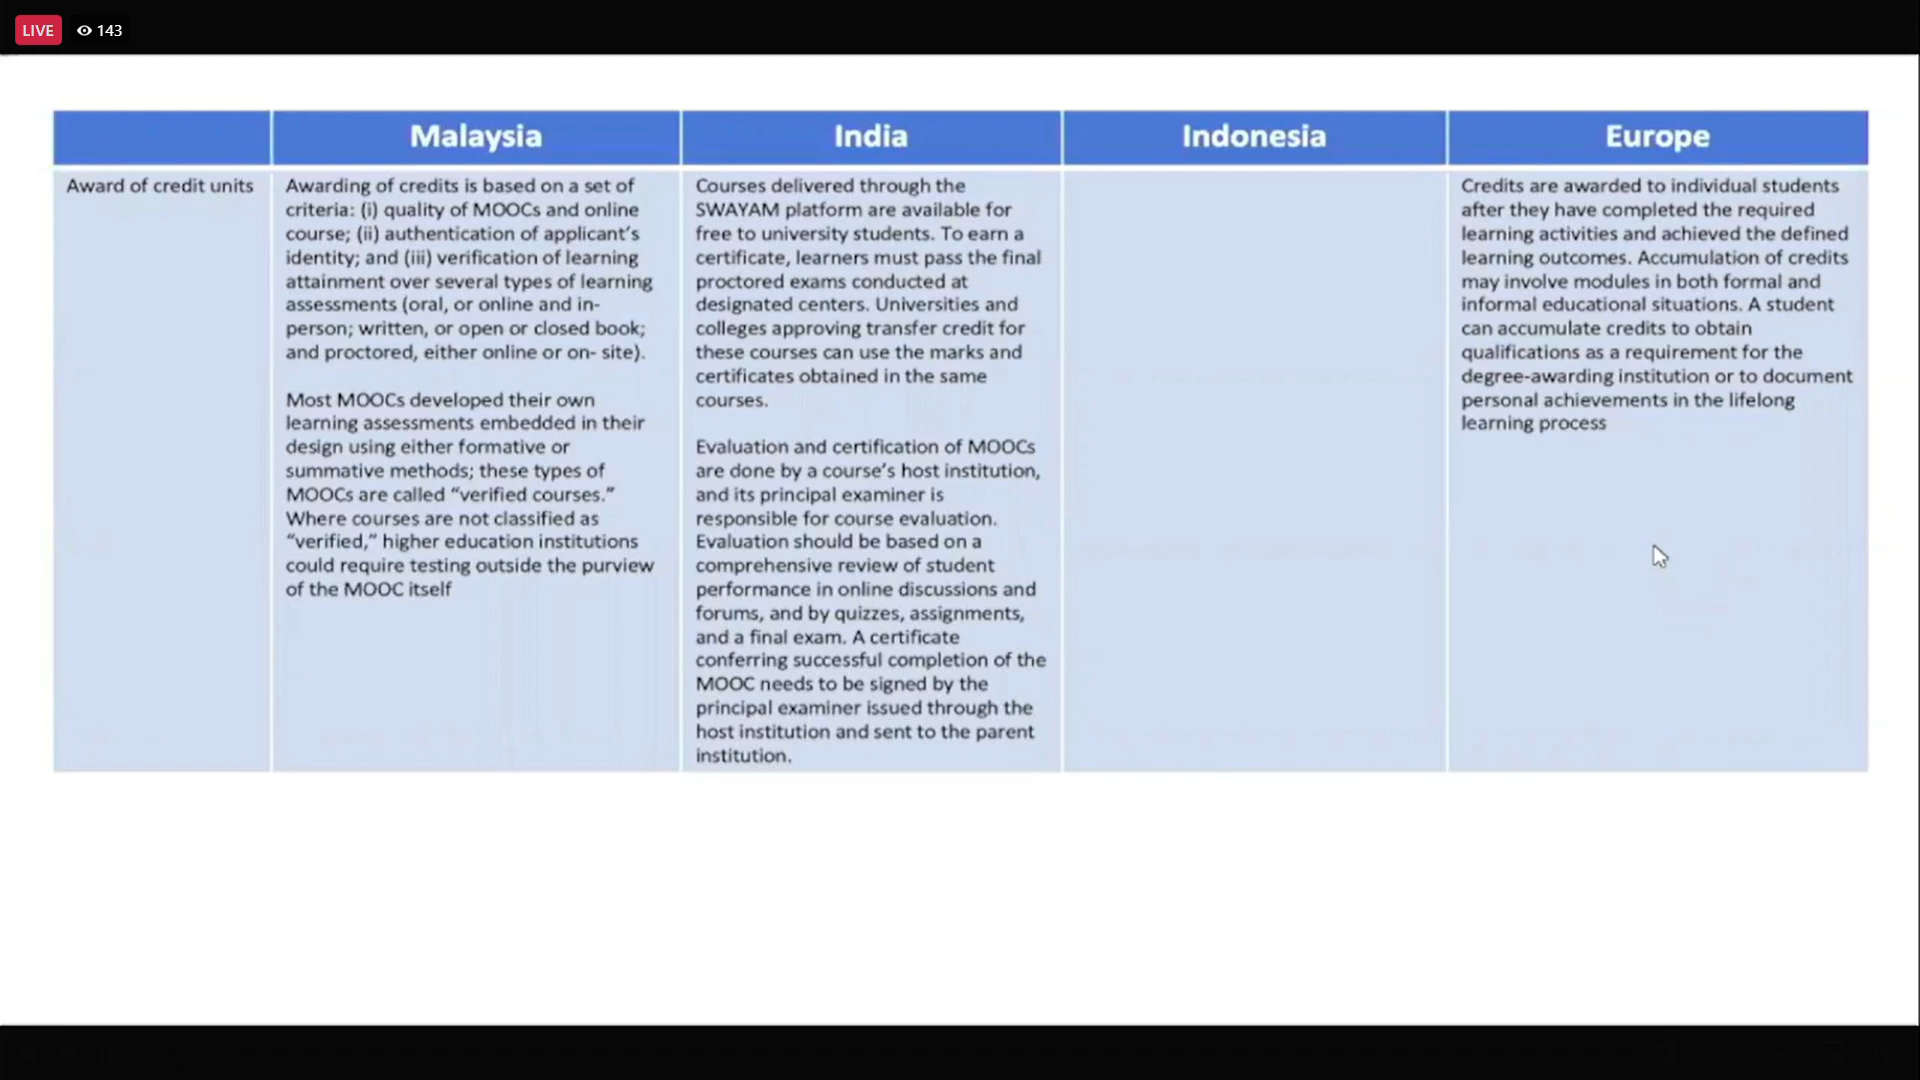 LIVE 143
Malaysia India Indonesia Europe
Award of credit units
Awarding of credits is based on a set of
criteria: (i) quality of MOOCs and online
course; (ii) authentication of applicant’s
identity; and (iii) verification of learning
attainment over several types of learning
assessments (oral, or online and in-
person; written, or open or closed book;
and proctored, either online or on- site).
Most MOOCs developed their own
learning assessments embedded in their
design using either formative or
summative methods; these types of
MOOCs are called “verified courses.”
Where courses are not classified as
“verified,” higher education institutions
could require testing outside the purview
of the MOOC itself
Courses delivered through the
SWAYAM platform are available for
free to university students. To earn a
certificate, learners must pass the final
proctored exams conducted at
designated centers. Universities and
colleges approving transfer credit for
these courses can use the marks and
certificates obtained in the same
courses.
Evaluation and certification of MOOCs
are done by a course’s host institution,
and its principal examiner is
responsible for course evaluation.
Evaluation should be based on a
comprehensive review of student
performance in online discussions and
forums, and by quizzes, assignments,
and a final exam. A certificate
conferring successful completion of the
MOOC needs to be signed by the
principal examiner issued through the
host institution and sent to the parent
institution.
Credits are awarded to individual students
after they have completed the required
learning activities and achieved the defined
learning outcomes. Accumulation of credits
may involve modules in both formal and
informal educational situations. A student
can accumulate credits to obtain
qualifications as a requirement for the
degree-awarding institution or to document
personal achievements in the lifelong
learning process